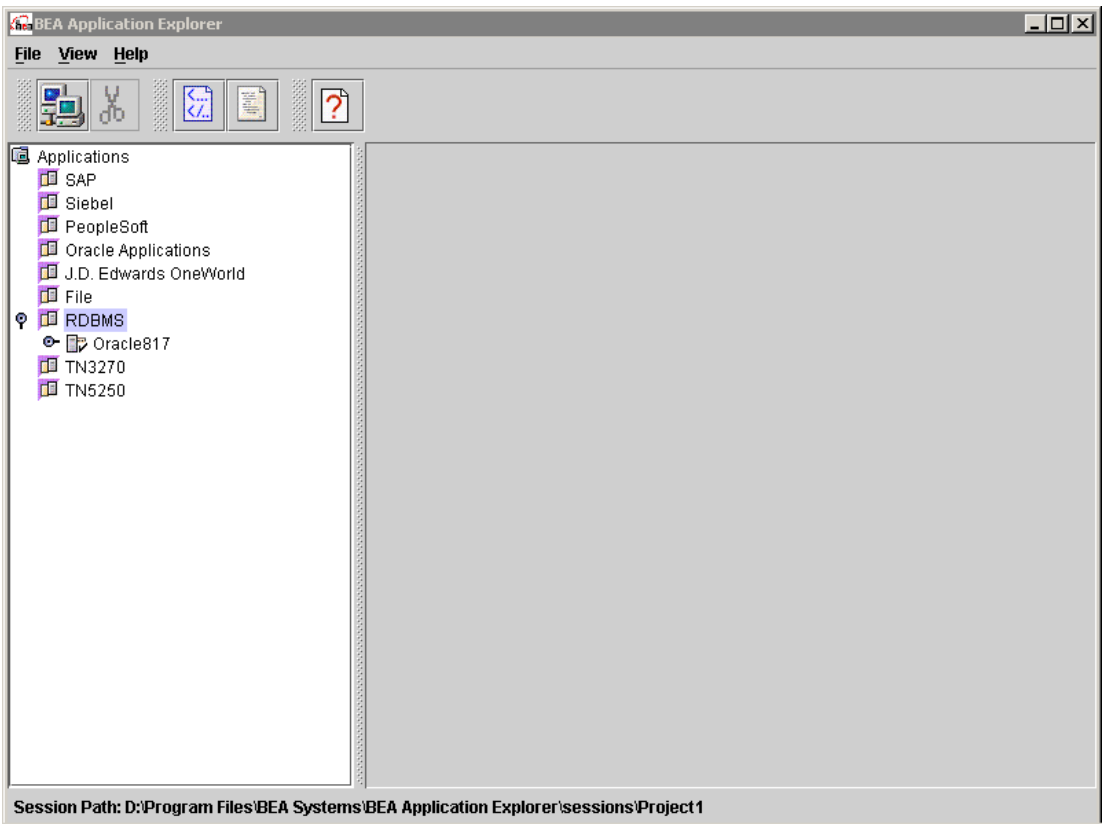 bea BEA Application Explorer
File View Help
<...
</..
?
Applications
SAP
Siebel
PeopleSoft
Oracle Applications
J.D. Edwards OneWorld
File
RDBMS
Oracle817
TN3270
TN5250
Session Path: D:\Program Files\BEA Systems\BEA Application Explorer\sessions\Project1